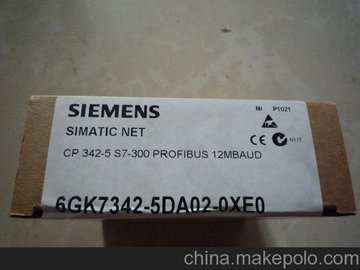 Nr P1021
SIEMENS
SIMATIC NET
CE N117
CP 342-5 S7-300 PROFIBUS 12MBAUD
6GK7342-5DA02-0XE0
china.makepolo.com